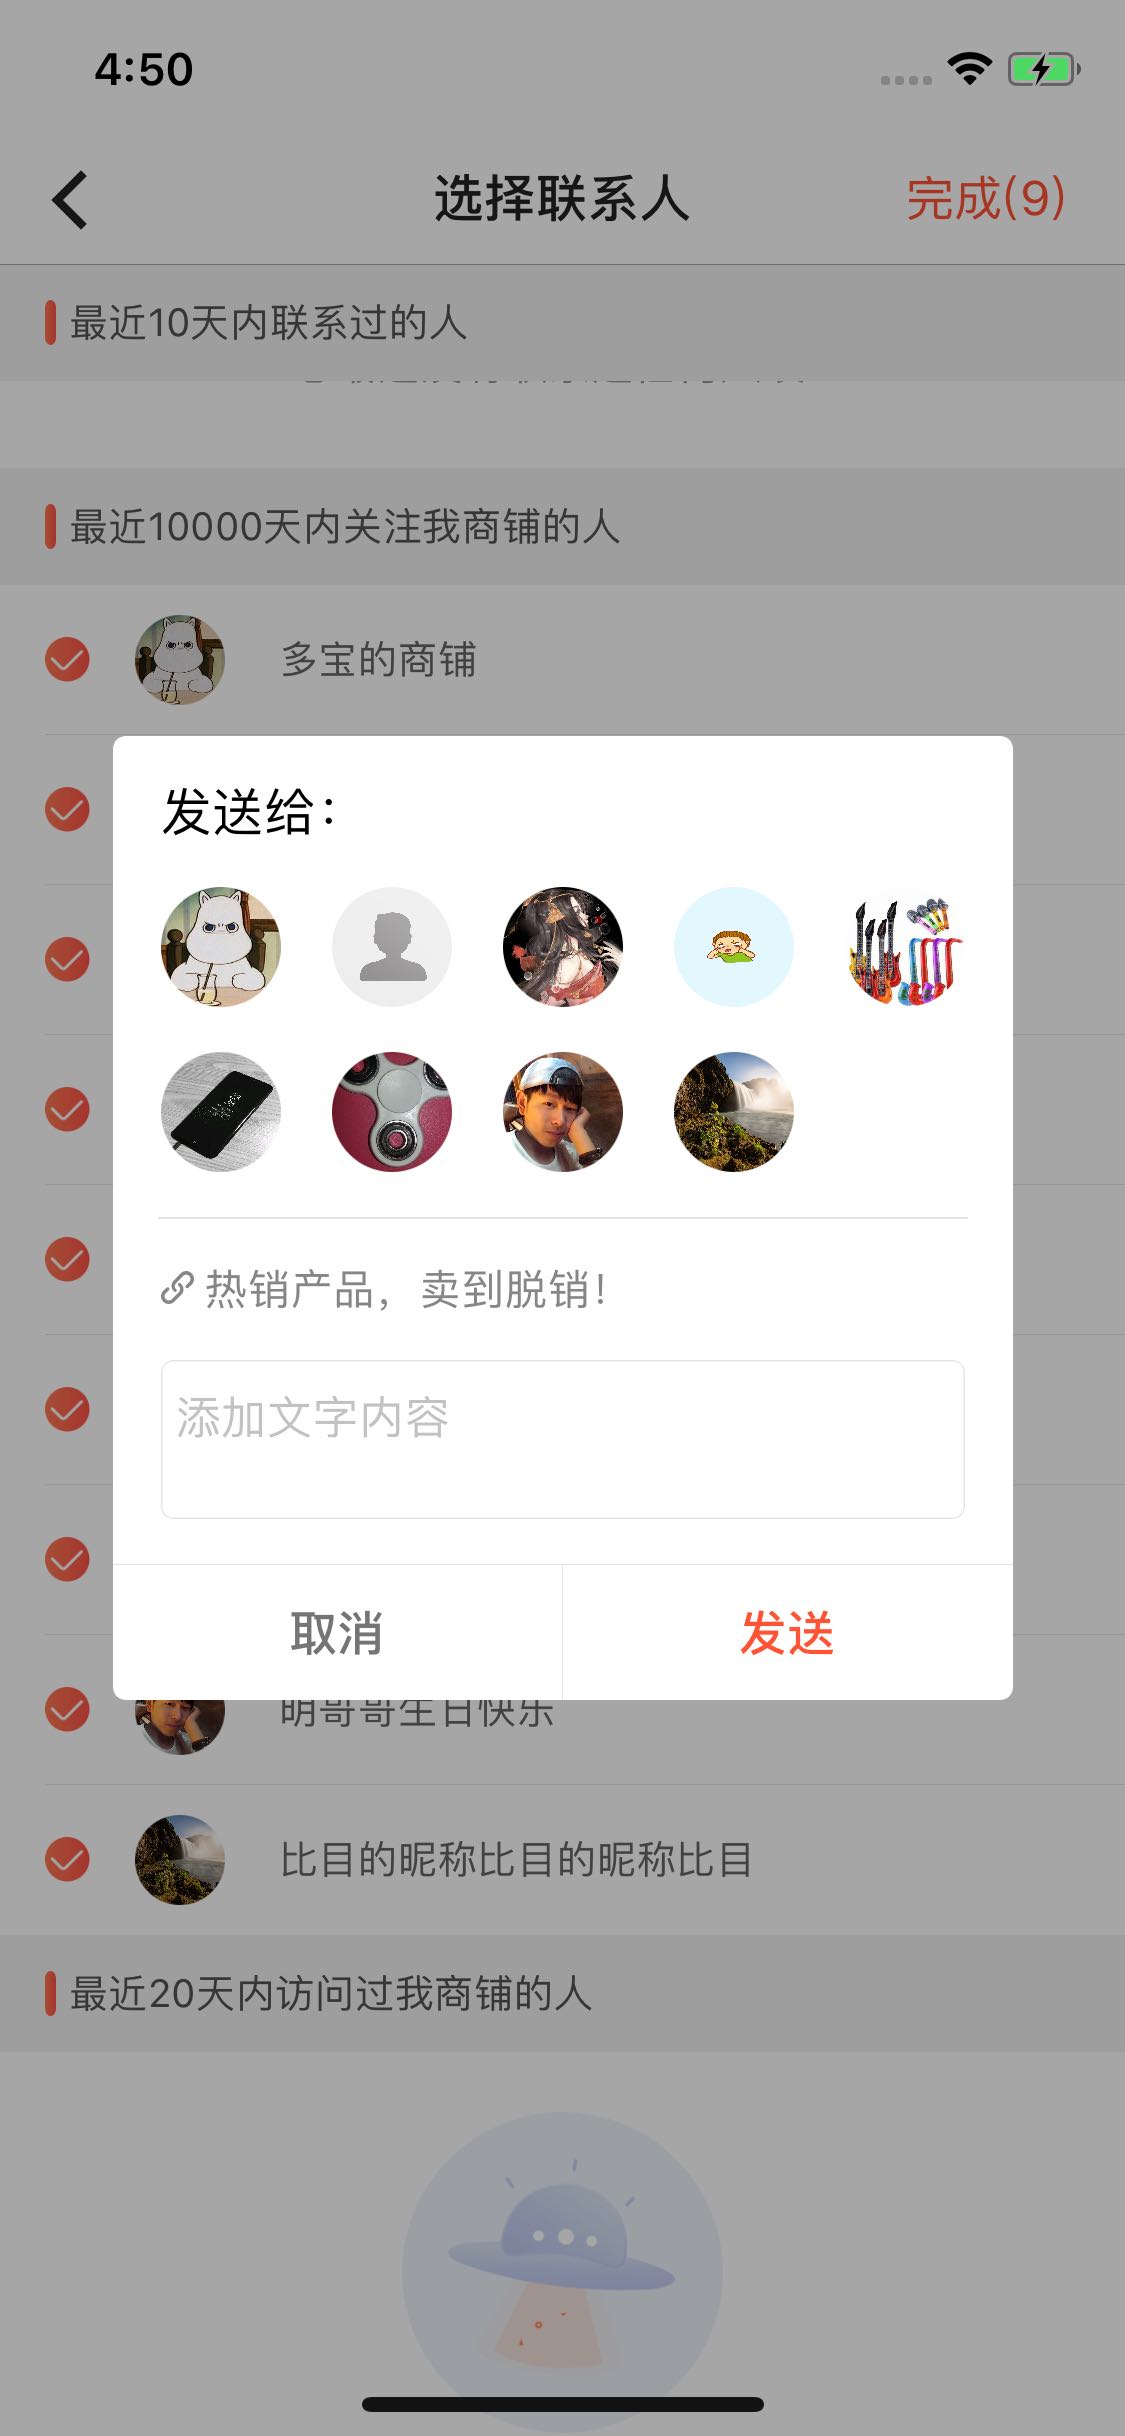 4:50
选择联系人
完成(9)
最近10天内联系过的人
最近10000天内关注我商铺的人
多宝的商铺
发送给：
热销产品，卖到脱销！
添加文字内容
取消
发送
明哥哥生日快乐
比目的昵称比目的昵称比目
最近20天内访问过我商铺的人